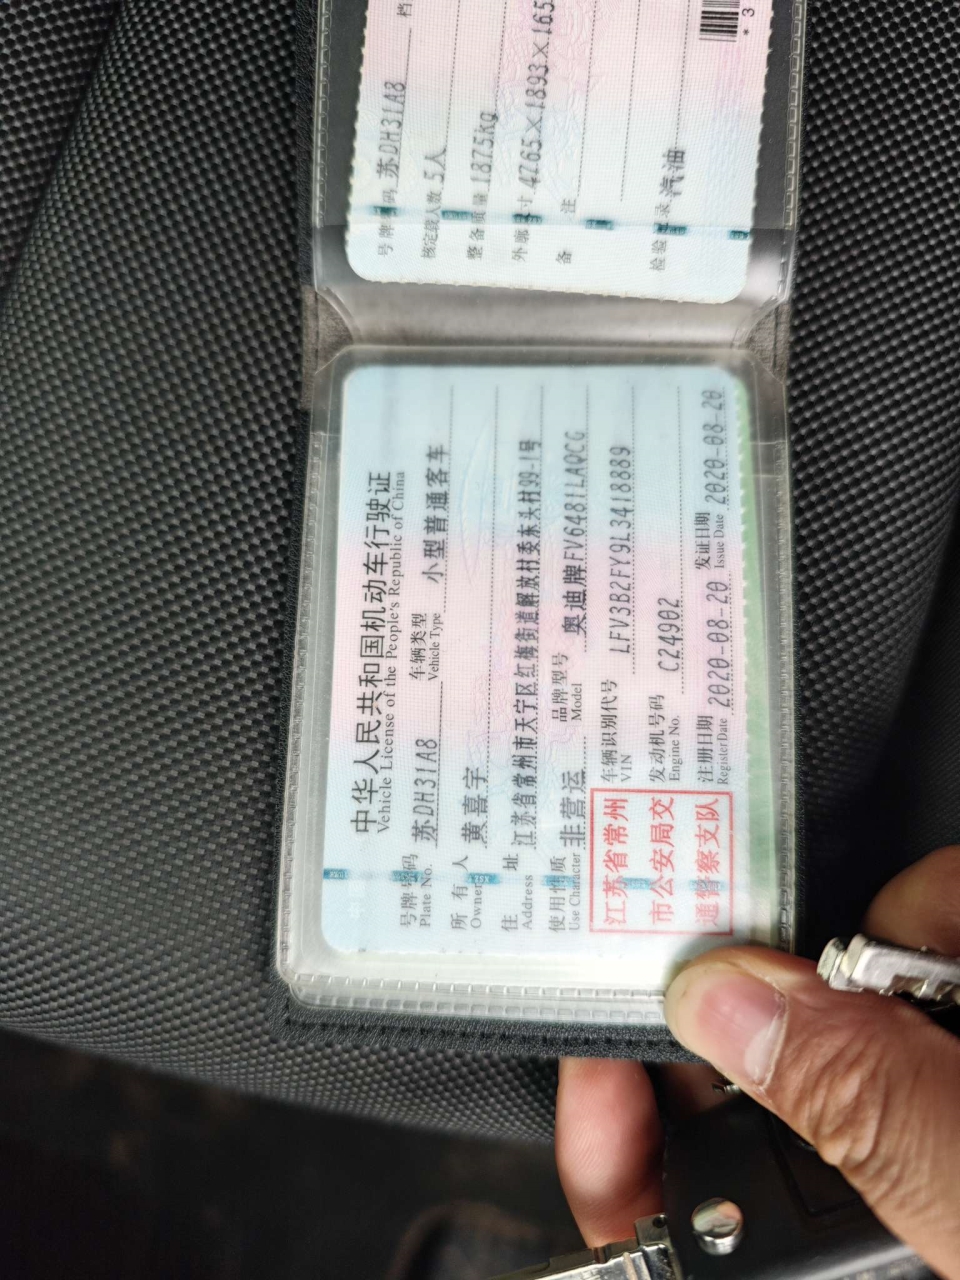 中华人民共和国机动车行驶证
Vehicle License of the People's Republic of China
号牌号码 苏DH31A8 车辆类型 小型普通客车
Plate No. Vehicle Type
所有人 黄喜宇
Owner
住址 江苏省常州市天宁区红梅街道解放村委东头村99-1号
Address
使用性质 非营运 品牌型号 奥迪牌FV6481LAQCG
Use Character Model
江苏省常州
市公安局交
通警察支队
车辆识别代号 LFV3B2FY9L3418889
VIN
发动机号码 C24902
Engine No.
注册日期 2020-08-20 发证日期 2020-08-20
Register Date Issue Date
号牌号码 苏DH31A8 档
核定载人数 5人
整备质量 1875kg
外廓尺寸 4765×1893×165
备注
检验记录 汽油
* 3